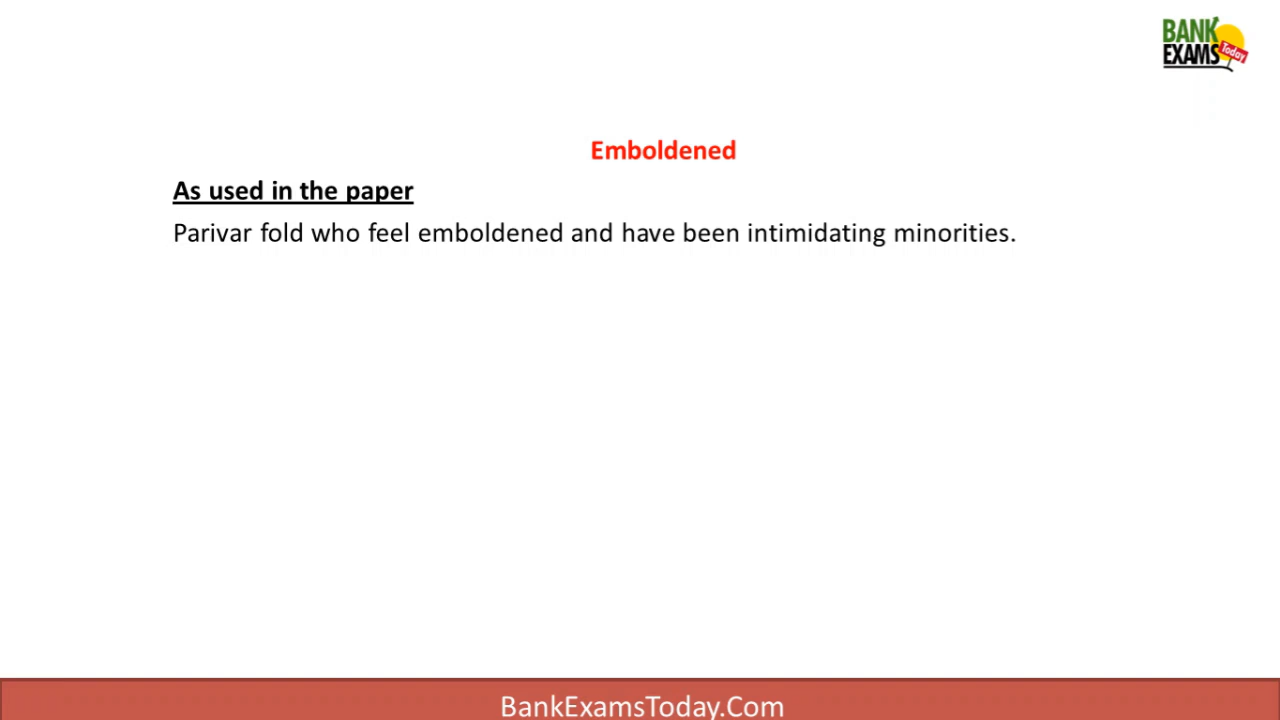 BANK
EXAMS Today
Emboldened
As used in the paper
Parivar fold who feel emboldened and have been intimidating minorities.
BankExamsToday.Com